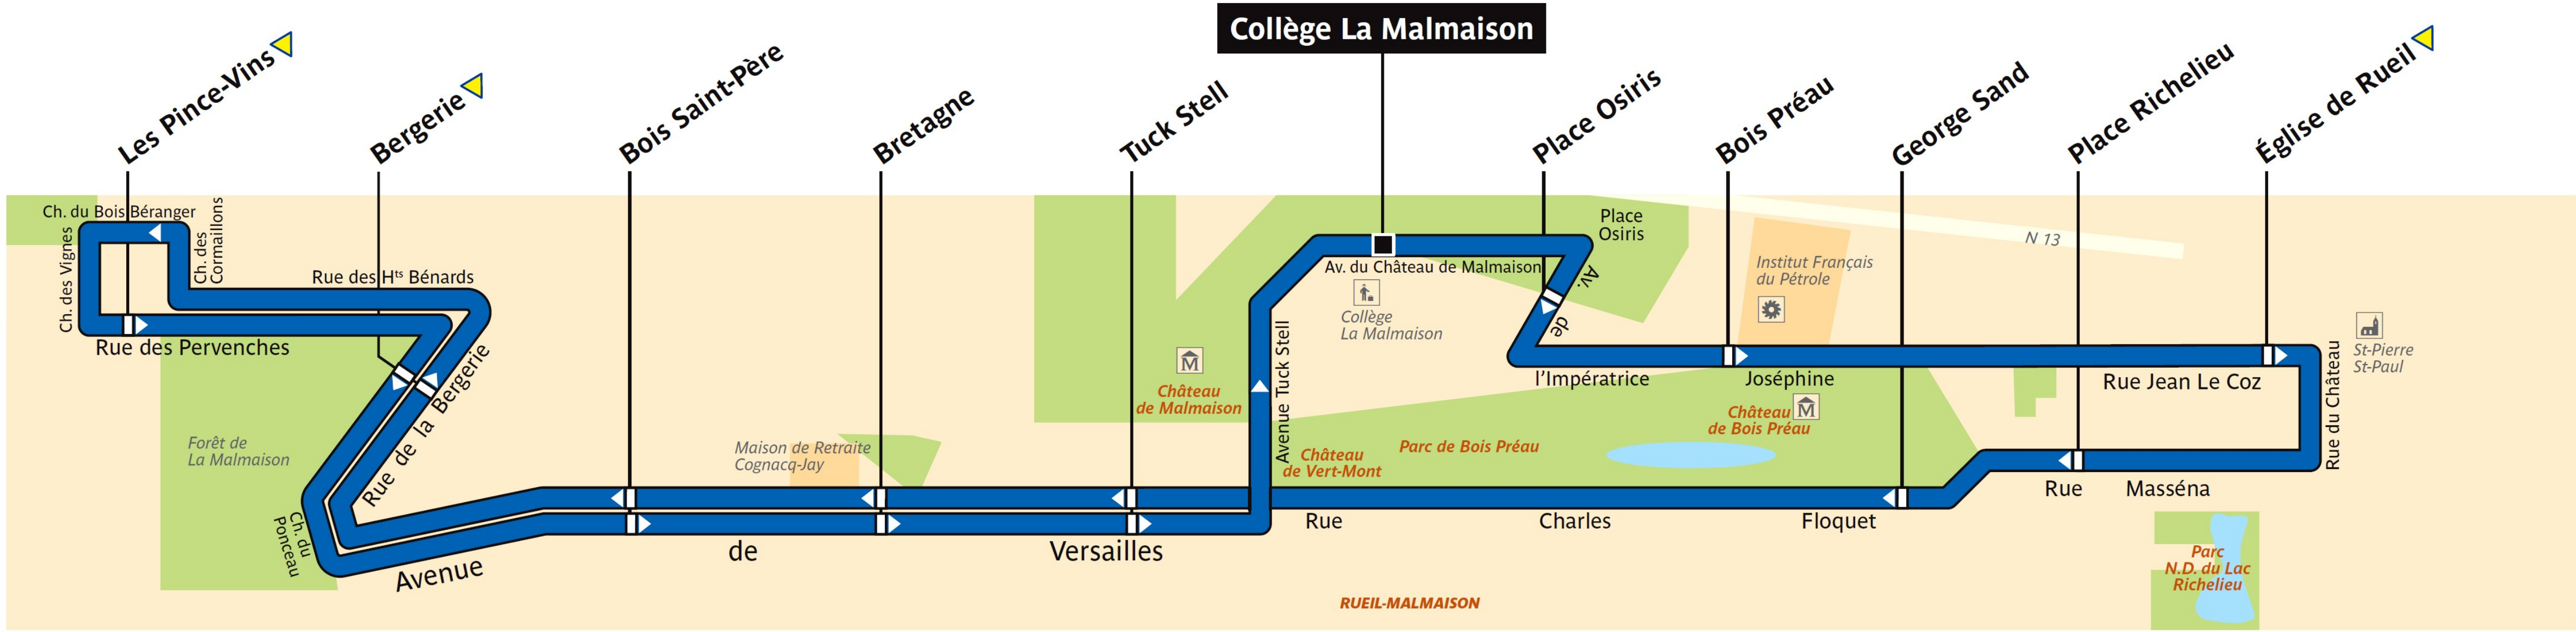 Collège La Malmaison
Les Pince-Vins
Bergerie
Bois Saint-Père
Bretagne
Tuck Stell
Place Osiris
Bois Préau
George Sand
Place Richelieu
Église de Rueil
Ch. du Bois Béranger
Ch. des Vignes
Ch. des
Cormaillons
Rue des Hts Bénards
Rue des Pervenches
Rue de la Bergerie
Forêt de
La Malmaison
Ch. du
Ponceau
Avenue de Versailles
Maison de Retraite
Cognacq-Jay
Château
de Malmaison
Avenue Tuck Stell
Av. du Château de Malmaison
Collège
La Malmaison
Place
Osiris
Av. de l'Impératrice Joséphine
Institut Français
du Pétrole
N 13
Château
de Bois Préau
Parc de Bois Préau
Château
de Vert-Mont
Rue Jean Le Coz
Rue du Château
St-Pierre
St-Paul
Rue Masséna
Rue Charles Floquet
Parc
N.D. du Lac
Richelieu
RUEIL-MALMAISON
M
M